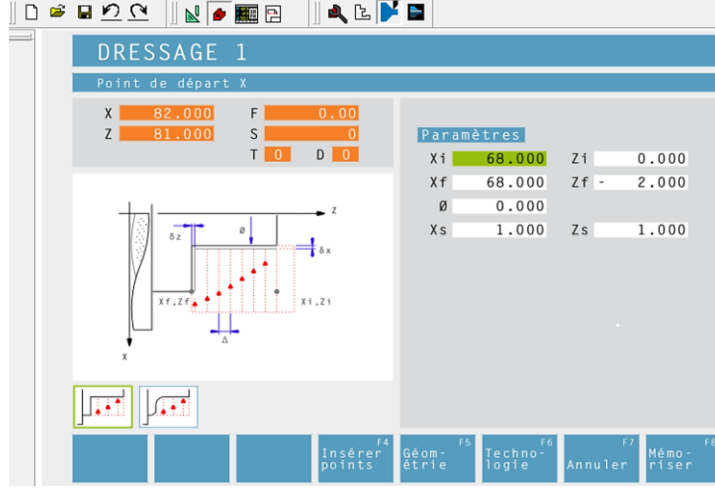 DRESSAGE 1
Point de départ X
X 82.000 F 0.00
Z 81.000 S 0
T 0 D 0
Paramètres
Xi 68.000 Zi 0.000
Xf 68.000 Zf - 2.000
Ø 0.000
Xs 1.000 Zs 1.000
Z
δz
Ø
δx
Xf,Zf
Xi,Zi
Δ
X
F4
Insérer
points
F5
Géom-
étrie
F6
Techno-
logie
F7
Annuler
F8
Mémo-
riser